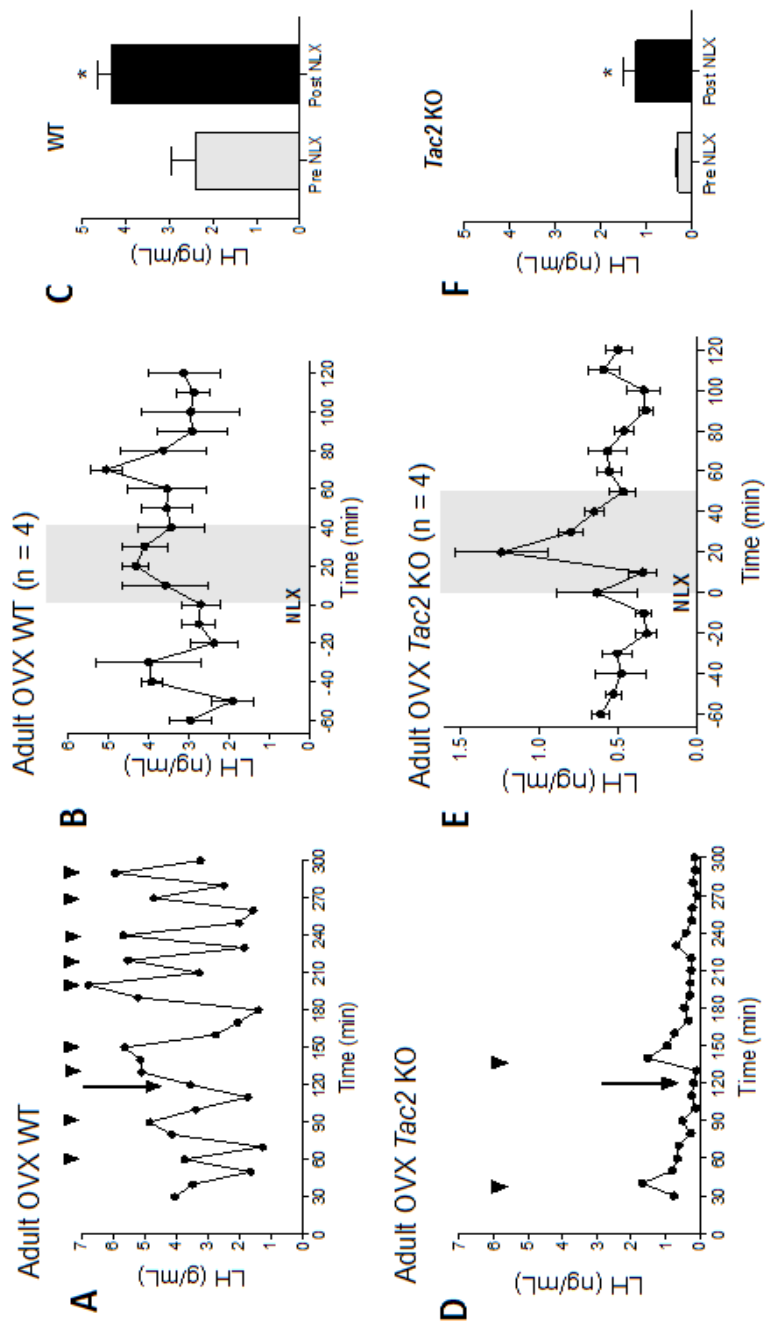 Adult OVX WT
A
LH (g/mL)
7
6
5
4
3
2
1
0
0 30 60 90 120 150 180 210 240 270 300
Time (min)
Adult OVX WT (n = 4)
B
LH (ng/mL)
6
5
4
3
2
1
0
NLX
-60 -40 -20 0 20 40 60 80 100 120
Time (min)
WT
C
LH (ng/mL)
5
4
3
2
1
0
*
Pre NLX Post NLX
Adult OVX Tac2 KO
D
LH (ng/mL)
7
6
5
4
3
2
1
0
0 30 60 90 120 150 180 210 240 270 300
Time (min)
Adult OVX Tac2 KO (n = 4)
E
LH (ng/mL)
1.5
1.0
0.5
0.0
NLX
-60 -40 -20 0 20 40 60 80 100 120
Time (min)
Tac2 KO
F
LH (ng/mL)
5
4
3
2
1
0
*
Pre NLX Post NLX